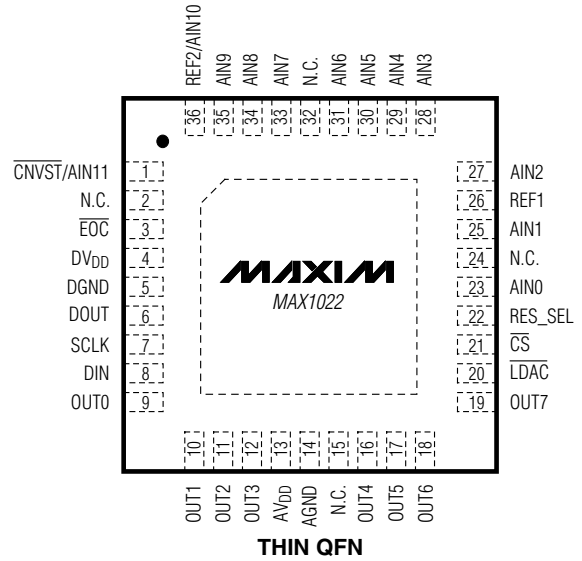 REF2/AIN10
AIN9
AIN8
AIN7
N.C.
AIN6
AIN5
AIN4
AIN3
36
35
34
33
32
31
30
29
28
CNVST/AIN11 1
N.C. 2
EOC 3
DVDD 4
DGND 5
DOUT 6
SCLK 7
DIN 8
OUT0 9
27 AIN2
26 REF1
25 AIN1
24 N.C.
23 AIN0
22 RES_SEL
21 CS
20 LDAC
19 OUT7
MAXIM
MAX1022
10
11
12
13
14
15
16
17
18
OUT1
OUT2
OUT3
AVDD
AGND
N.C.
OUT4
OUT5
OUT6
THIN QFN